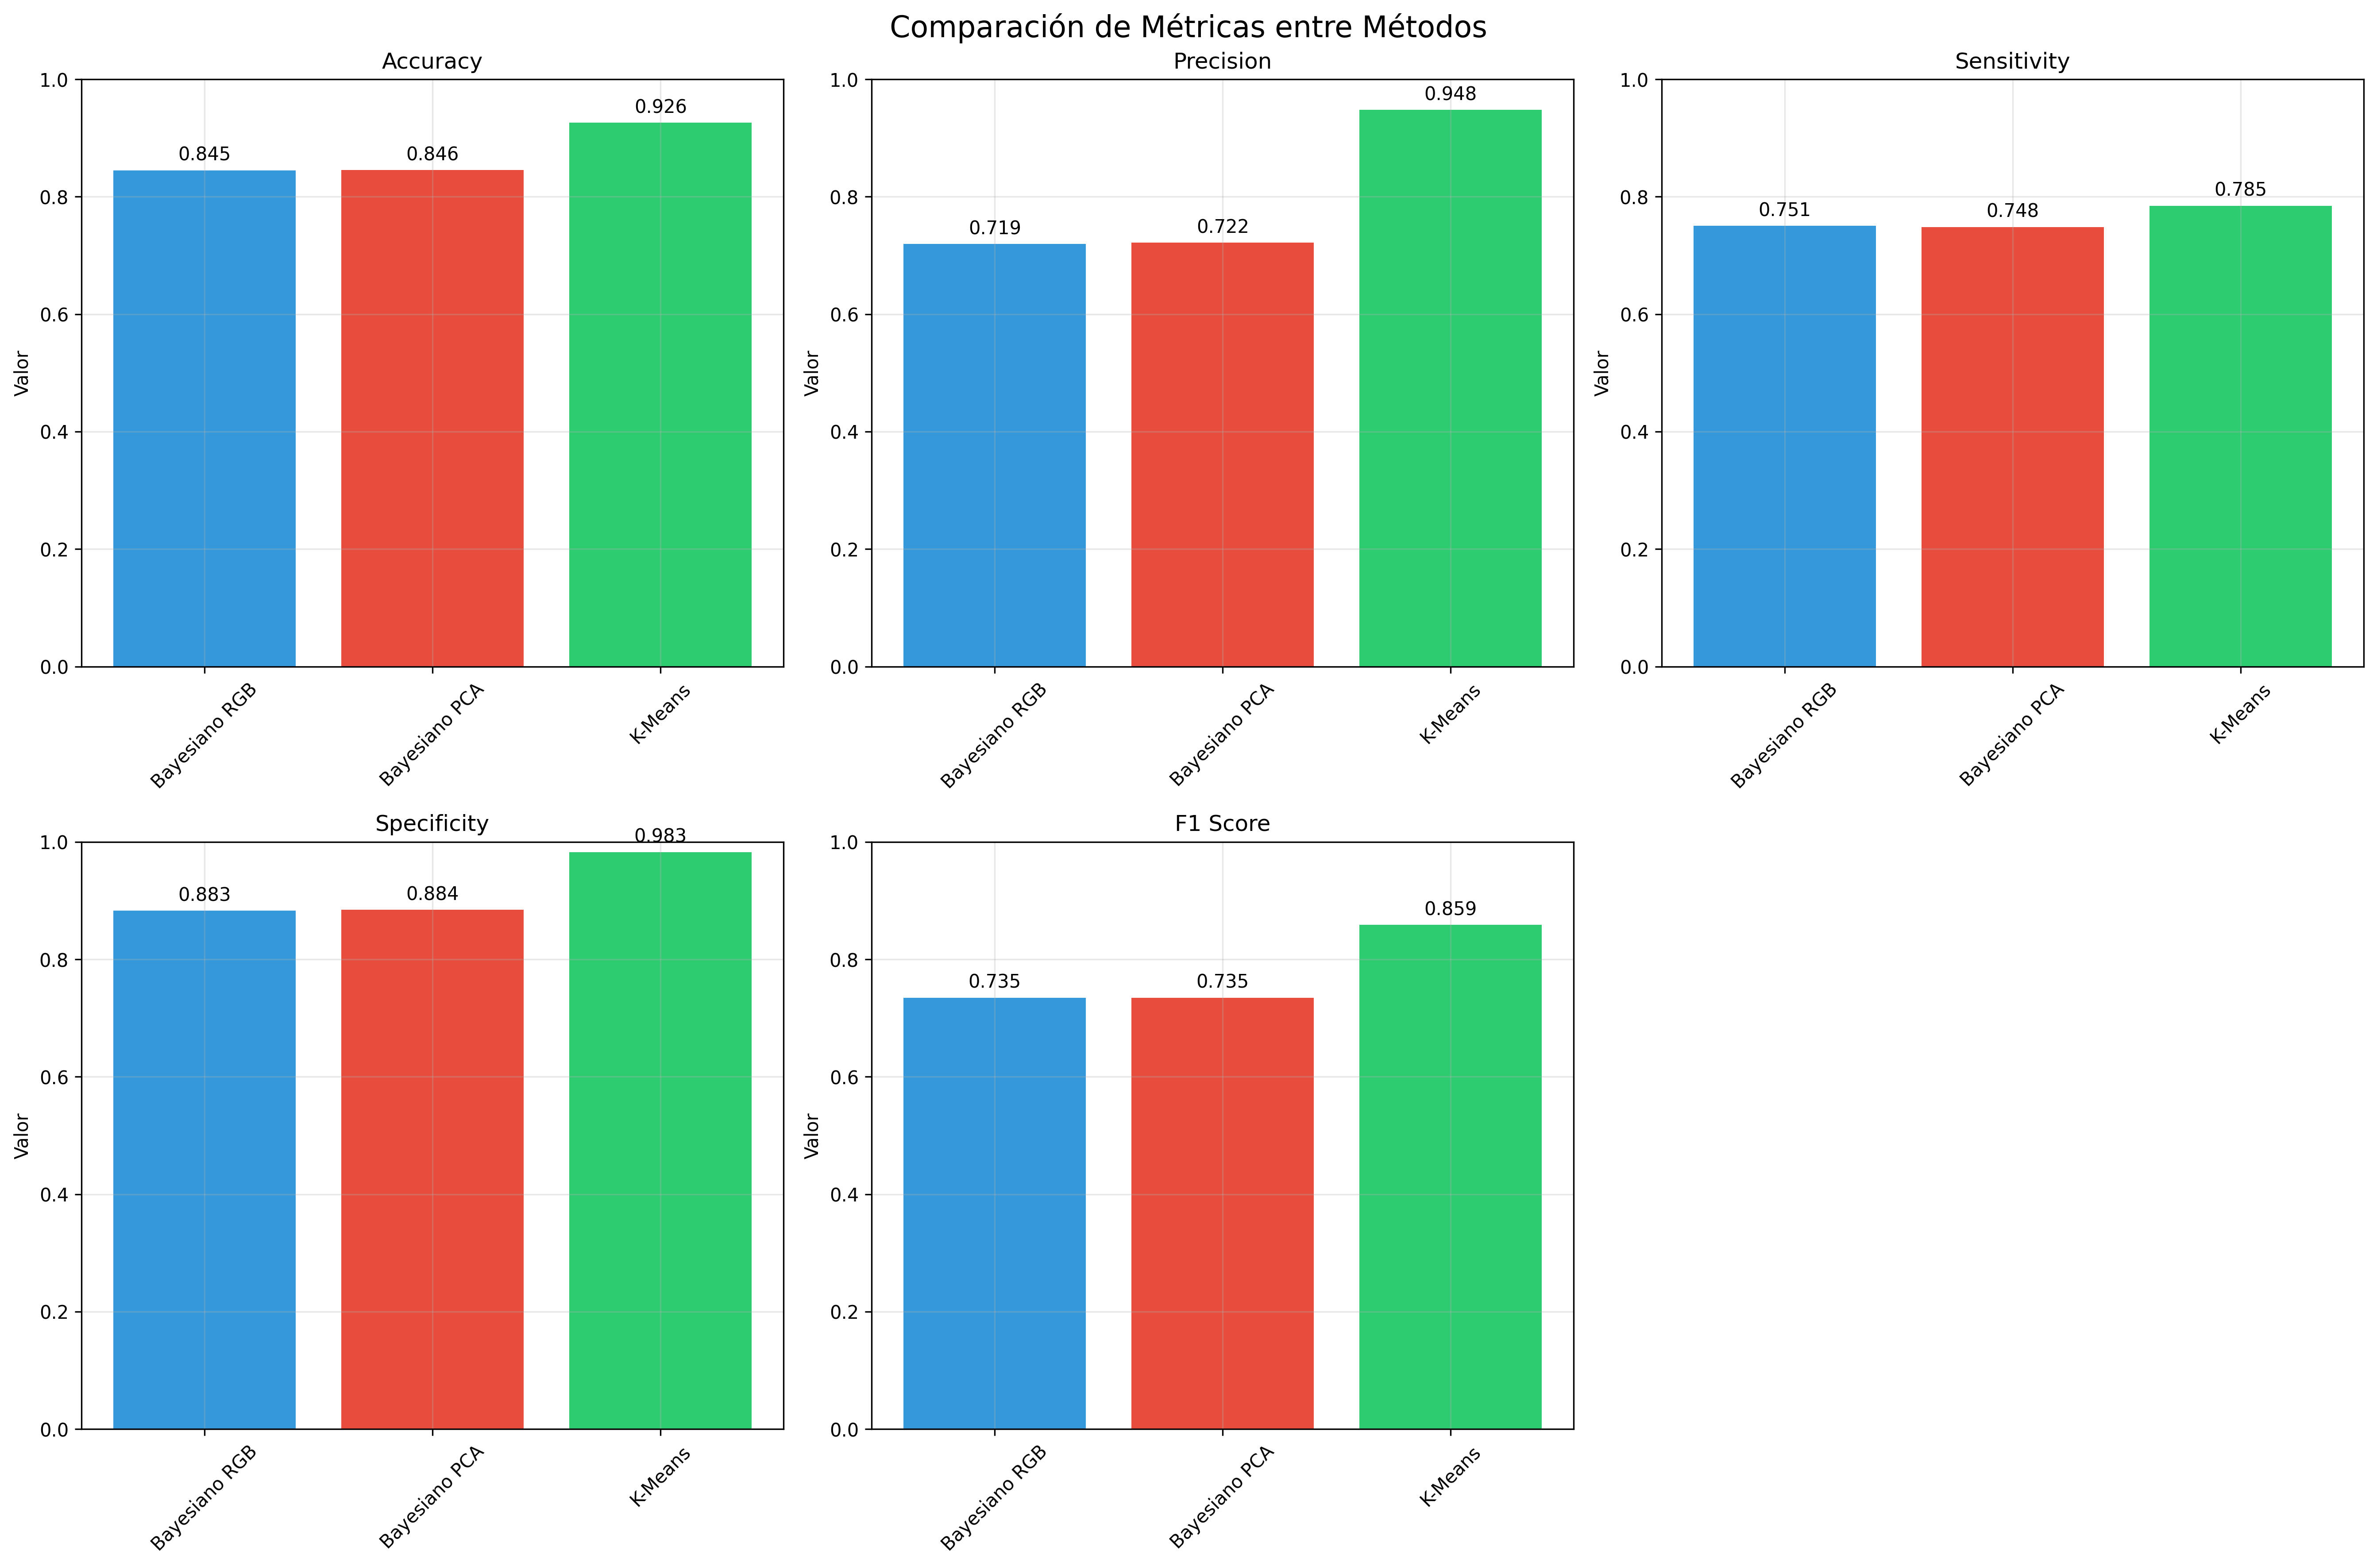 Comparación de Métricas entre Métodos
Accuracy
1.0
0.8
0.6
0.4
0.2
0.0
Valor
0.845
0.846
0.926
Bayesiano RGB
Bayesiano PCA
K-Means
Precision
1.0
0.8
0.6
0.4
0.2
0.0
Valor
0.719
0.722
0.948
Bayesiano RGB
Bayesiano PCA
K-Means
Sensitivity
1.0
0.8
0.6
0.4
0.2
0.0
Valor
0.751
0.748
0.785
Bayesiano RGB
Bayesiano PCA
K-Means
Specificity
1.0
0.8
0.6
0.4
0.2
0.0
Valor
0.883
0.884
0.983
Bayesiano RGB
Bayesiano PCA
K-Means
F1 Score
1.0
0.8
0.6
0.4
0.2
0.0
Valor
0.735
0.735
0.859
Bayesiano RGB
Bayesiano PCA
K-Means